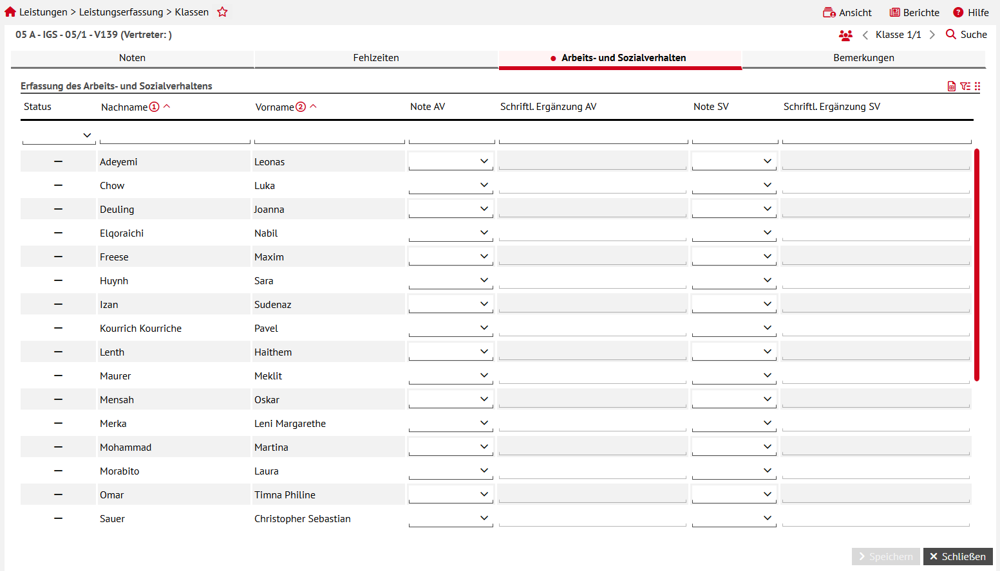 Leistungen > Leistungserfassung > Klassen
Ansicht Berichte Hilfe
05 A - IGS - 05/1 - V139 (Vertreter: )
Klasse 1/1 Suche
Noten Fehlzeiten Arbeits- und Sozialverhalten Bemerkungen
Erfassung des Arbeits- und Sozialverhaltens
Status Nachname 1 Vorname 2 Note AV Schriftl. Ergänzung AV Note SV Schriftl. Ergänzung SV
– Adeyemi Leonas
– Chow Luka
– Deuling Joanna
– Elqoraichi Nabil
– Freese Maxim
– Huynh Sara
– Izan Sudenaz
– Kourrich Kourriche Pavel
– Lenth Haithem
– Maurer Meklit
– Mensah Oskar
– Merka Leni Margarethe
– Mohammad Martina
– Morabito Laura
– Omar Timna Philine
– Sauer Christopher Sebastian
Speichern Schließen